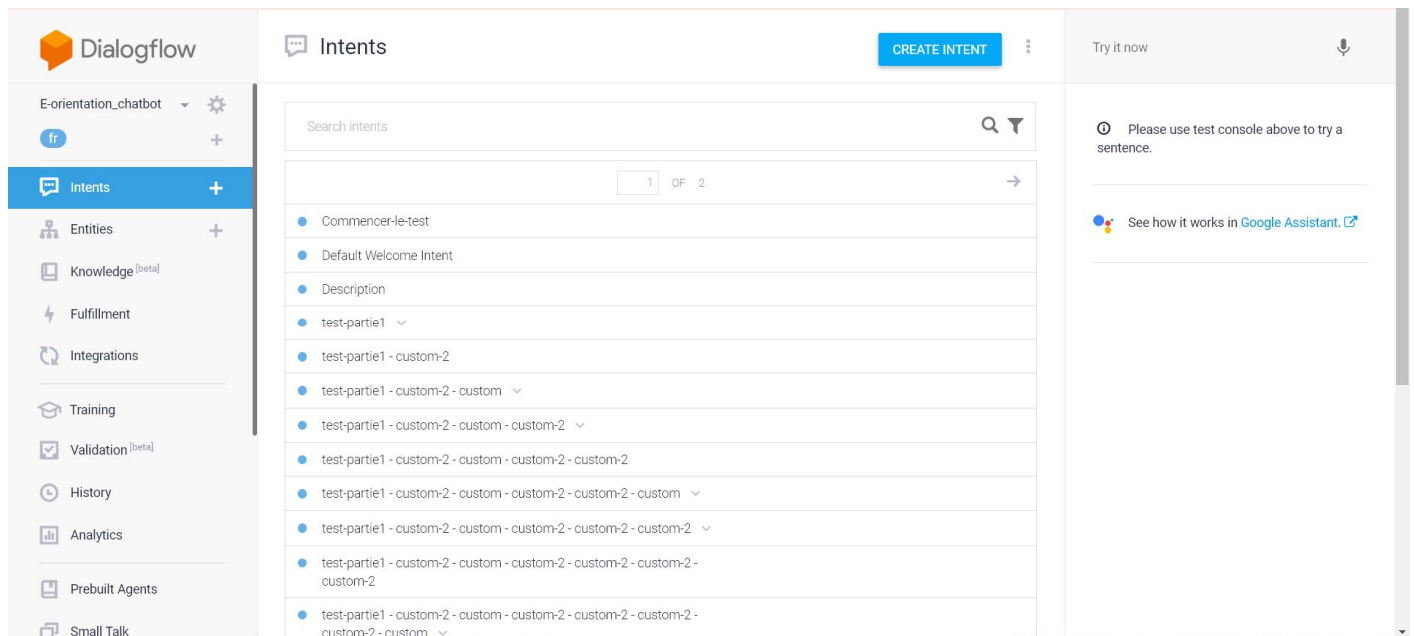 Dialogflow
E-orientation_chatbot
fr
Intents
Entities
Knowledge [beta]
Fulfillment
Integrations
Training
Validation [beta]
History
Analytics
Prebuilt Agents
Small Talk
Intents
CREATE INTENT
Search intents
1 OF 2
Commencer-le-test
Default Welcome Intent
Description
test-partie1
test-partie1 - custom-2
test-partie1 - custom-2 - custom
test-partie1 - custom-2 - custom - custom-2
test-partie1 - custom-2 - custom - custom-2 - custom-2
test-partie1 - custom-2 - custom - custom-2 - custom-2 - custom
test-partie1 - custom-2 - custom - custom-2 - custom-2 - custom-2
test-partie1 - custom-2 - custom - custom-2 - custom-2 - custom-2 -
custom-2
test-partie1 - custom-2 - custom - custom-2 - custom-2 - custom-2 -
custom-2 - custom
Try it now
Please use test console above to try a
sentence.
See how it works in Google Assistant.